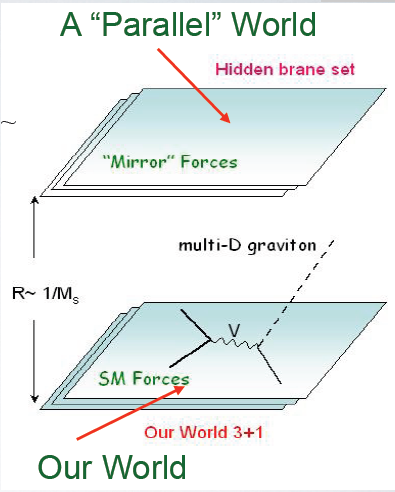 A “Parallel” World
Hidden brane set
~
“Mirror” Forces
multi-D graviton
R~ 1/Ms
V
SM Forces
Our World 3+1
Our World